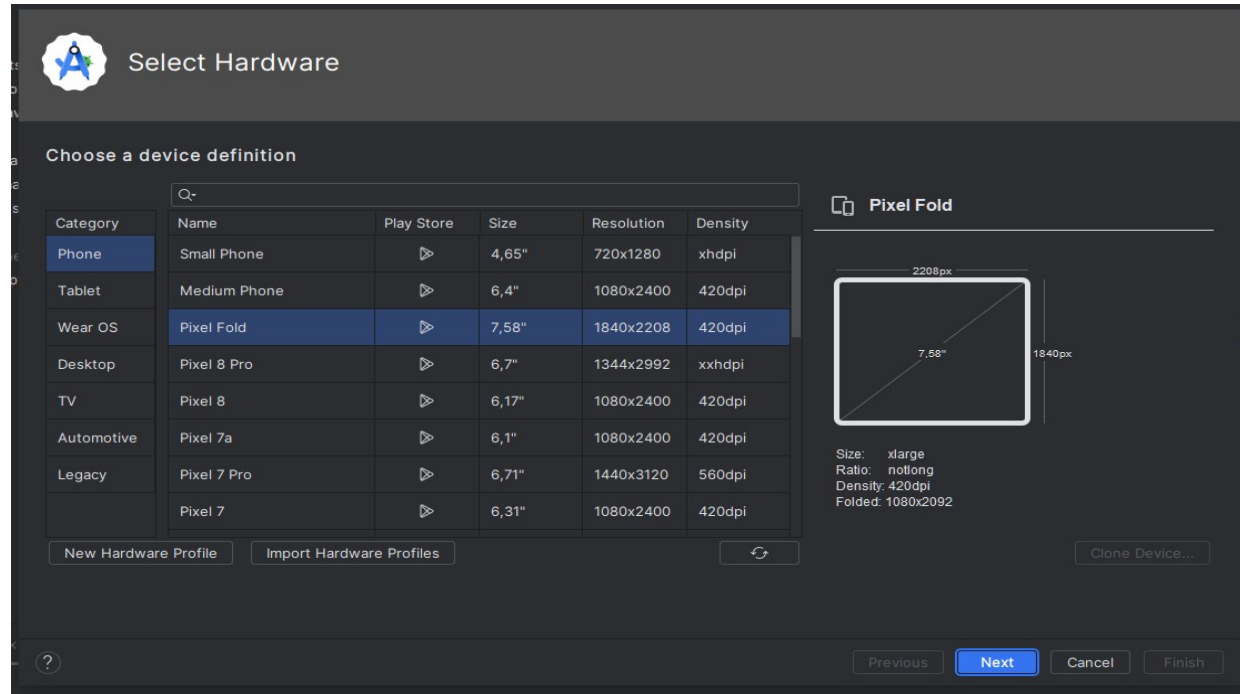 Select Hardware
Choose a device definition
Category
Phone
Tablet
Wear OS
Desktop
TV
Automotive
Legacy
Name Play Store Size Resolution Density
Small Phone 4,65" 720x1280 xhdpi
Medium Phone 6,4" 1080x2400 420dpi
Pixel Fold 7,58" 1840x2208 420dpi
Pixel 8 Pro 6,7" 1344x2992 xxhdpi
Pixel 8 6,17" 1080x2400 420dpi
Pixel 7a 6,1" 1080x2400 420dpi
Pixel 7 Pro 6,71" 1440x3120 560dpi
Pixel 7 6,31" 1080x2400 420dpi
New Hardware Profile Import Hardware Profiles
Pixel Fold
2208px
7,58" 1840px
Size: xlarge
Ratio: notlong
Density: 420dpi
Folded: 1080x2092
Clone Device...
? Previous Next Cancel Finish